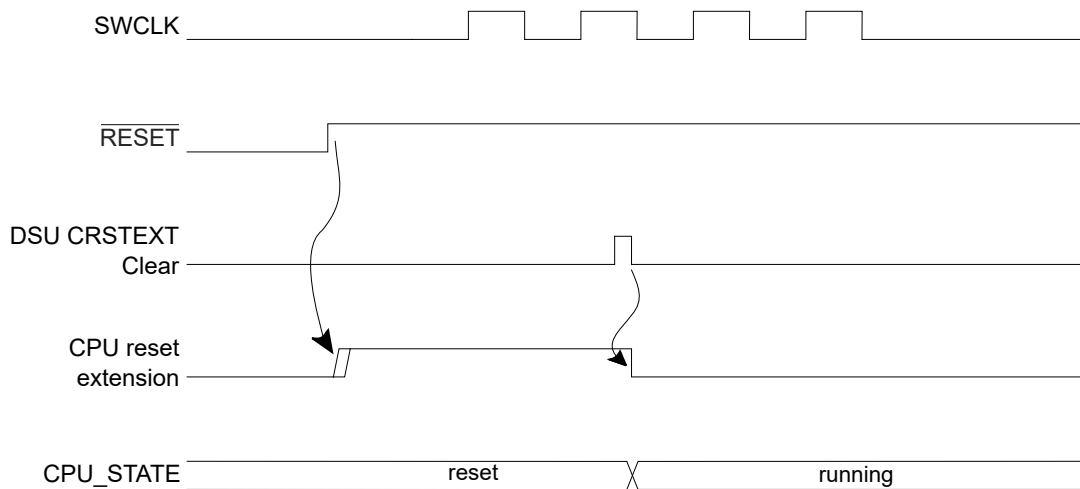 SWCLK
RESET
DSU CRSTEXT
Clear
CPU reset
extension
CPU_STATE reset running